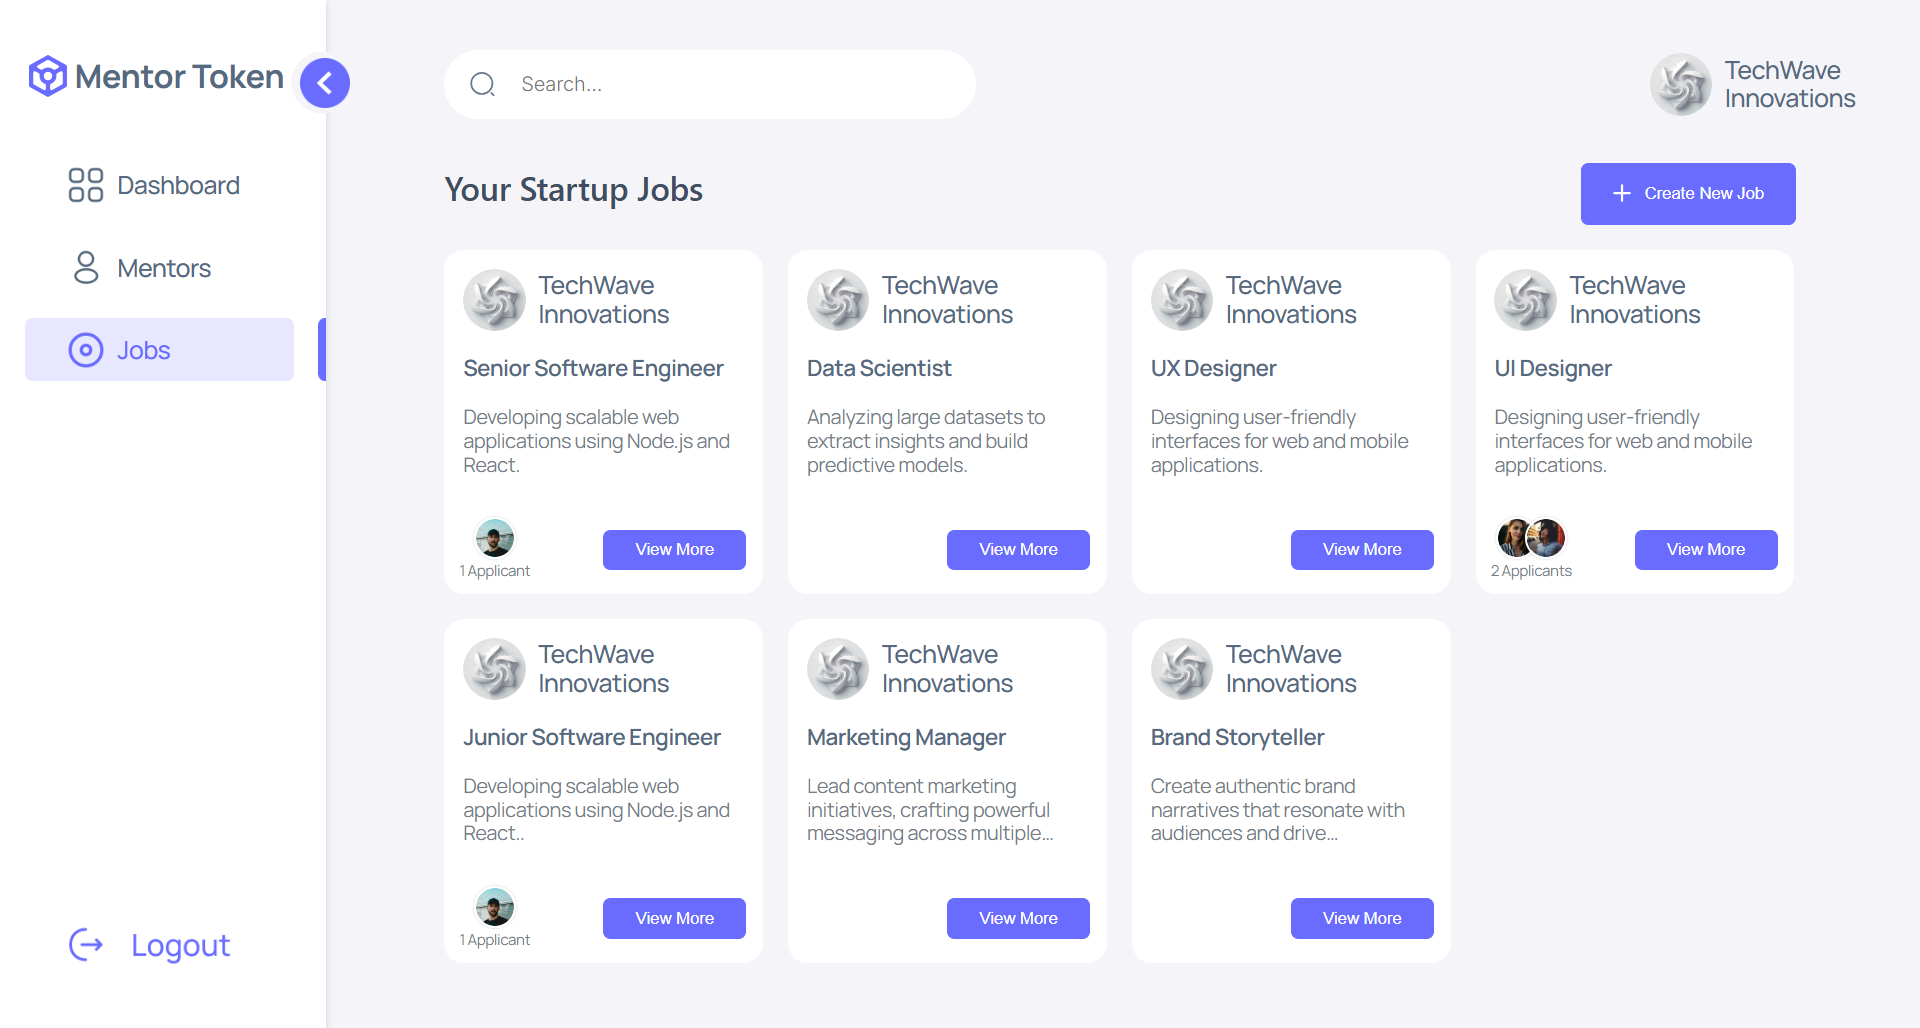 Mentor Token
Dashboard
Mentors
Jobs
Logout
Search...
TechWave
Innovations
Your Startup Jobs
Create New Job
TechWave
Innovations
Senior Software Engineer
Developing scalable web
applications using Node.js and
React.
1 Applicant
View More
TechWave
Innovations
Data Scientist
Analyzing large datasets to
extract insights and build
predictive models.
View More
TechWave
Innovations
UX Designer
Designing user-friendly
interfaces for web and mobile
applications.
View More
TechWave
Innovations
UI Designer
Designing user-friendly
interfaces for web and mobile
applications.
2 Applicants
View More
TechWave
Innovations
Junior Software Engineer
Developing scalable web
applications using Node.js and
React..
1 Applicant
View More
TechWave
Innovations
Marketing Manager
Lead content marketing
initiatives, crafting powerful
messaging across multiple...
View More
TechWave
Innovations
Brand Storyteller
Create authentic brand
narratives that resonate with
audiences and drive...
View More